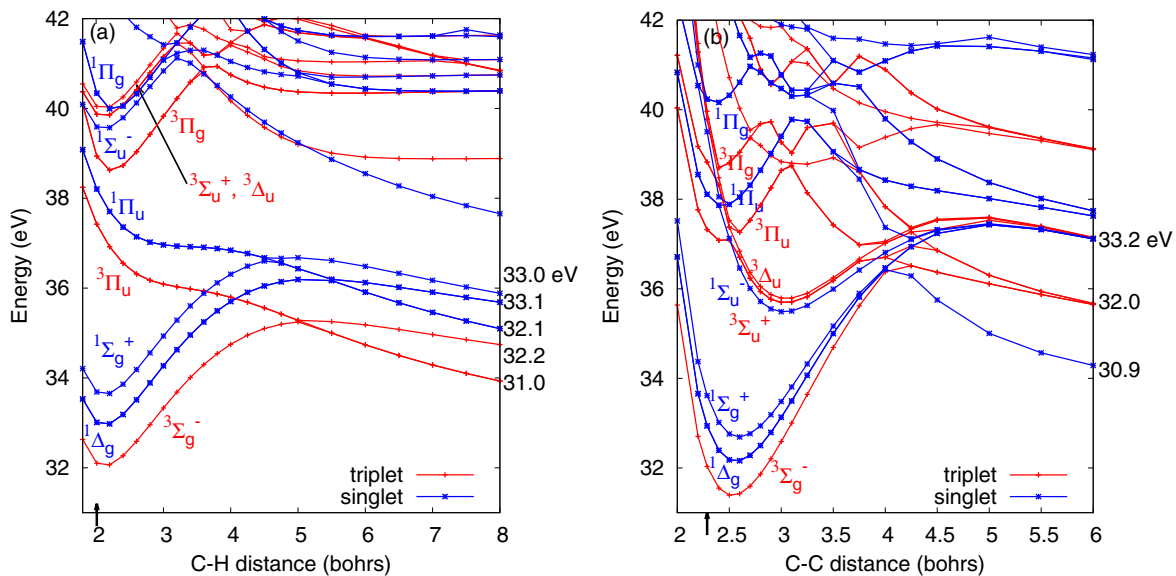 (a)
42
40
38
36
34
32
Energy (eV)
¹Πg
¹Σu⁻
³Πg
³Σu⁺, ³Δu
¹Πu
³Πu
¹Σg⁺
¹Δg
³Σg⁻
33.0 eV
33.1
32.1
32.2
31.0
triplet
singlet
2 3 4 5 6 7 8
C-H distance (bohrs)
(b)
42
40
38
36
34
32
Energy (eV)
¹Πg
³Πg
¹Πu
³Πu
³Δu
¹Σu⁻
³Σu⁺
¹Σg⁺
¹Δg
³Σg⁻
33.2 eV
32.0
30.9
triplet
singlet
2 2.5 3 3.5 4 4.5 5 5.5 6
C-C distance (bohrs)